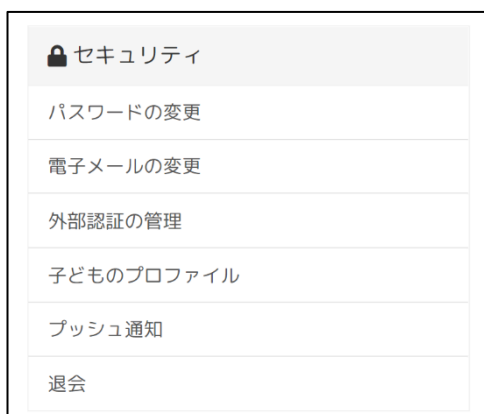 セキュリティ
パスワードの変更
電子メールの変更
外部認証の管理
子どものプロファイル
プッシュ通知
退会